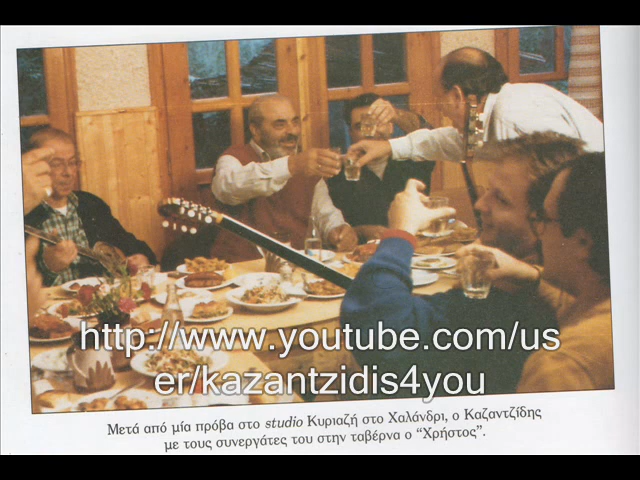 http://www.youtube.com/us
er/kazantzidis4you
Μετά από μία πρόβα στο studio Κυριαζή στο Χαλάνδρι, ο Καζαντζίδης
με τους συνεργάτες του στην ταβέρνα ο "Χρήστος".